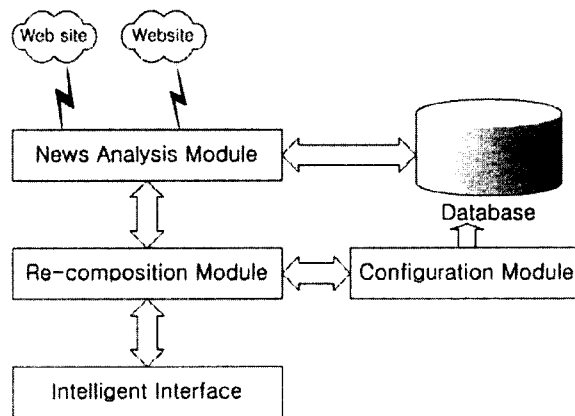 Web site
Website
News Analysis Module
Database
Re-composition Module
Configuration Module
Intelligent Interface